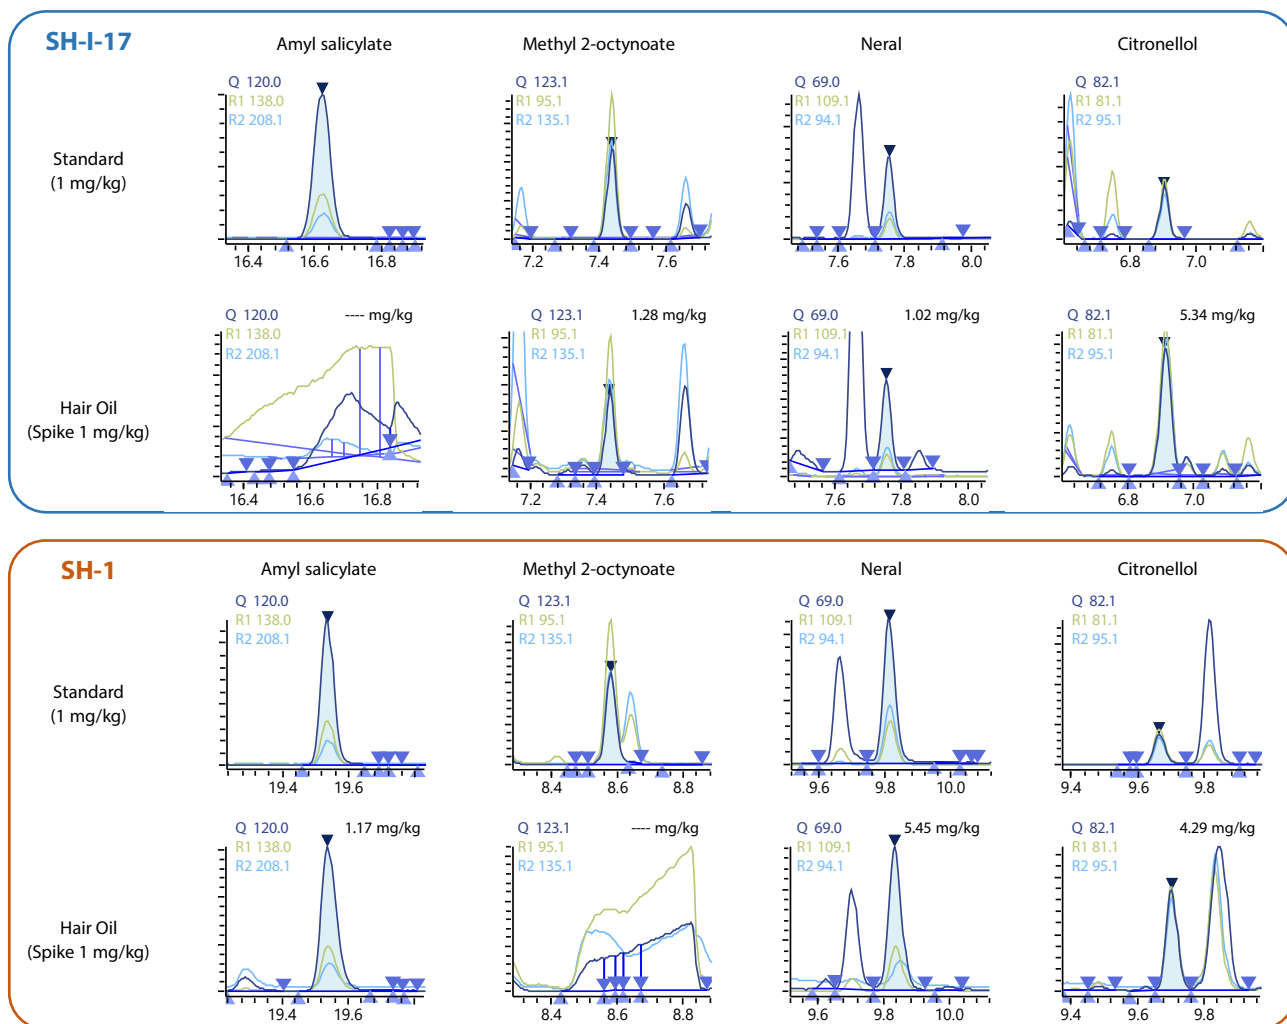 SH-I-17
Amyl salicylate
Methyl 2-octynoate
Neral
Citronellol
Standard
(1 mg/kg)
Q 120.0
R1 138.0
R2 208.1
16.4 16.6 16.8
Q 123.1
R1 95.1
R2 135.1
7.2 7.4 7.6
Q 69.0
R1 109.1
R2 94.1
7.6 7.8 8.0
Q 82.1
R1 81.1
R2 95.1
6.8 7.0
Hair Oil
(Spike 1 mg/kg)
Q 120.0 ---- mg/kg
R1 138.0
R2 208.1
16.4 16.6 16.8
Q 123.1 1.28 mg/kg
R1 95.1
R2 135.1
7.2 7.4 7.6
Q 69.0 1.02 mg/kg
R1 109.1
R2 94.1
7.6 7.8 8.0
Q 82.1 5.34 mg/kg
R1 81.1
R2 95.1
6.8 7.0
SH-1
Amyl salicylate
Methyl 2-octynoate
Neral
Citronellol
Standard
(1 mg/kg)
Q 120.0
R1 138.0
R2 208.1
19.4 19.6
Q 123.1
R1 95.1
R2 135.1
8.4 8.6 8.8
Q 69.0
R1 109.1
R2 94.1
9.6 9.8 10.0
Q 82.1
R1 81.1
R2 95.1
9.4 9.6 9.8
Hair Oil
(Spike 1 mg/kg)
Q 120.0 1.17 mg/kg
R1 138.0
R2 208.1
19.4 19.6
Q 123.1 ---- mg/kg
R1 95.1
R2 135.1
8.4 8.6 8.8
Q 69.0 5.45 mg/kg
R1 109.1
R2 94.1
9.6 9.8 10.0
Q 82.1 4.29 mg/kg
R1 81.1
R2 95.1
9.4 9.6 9.8